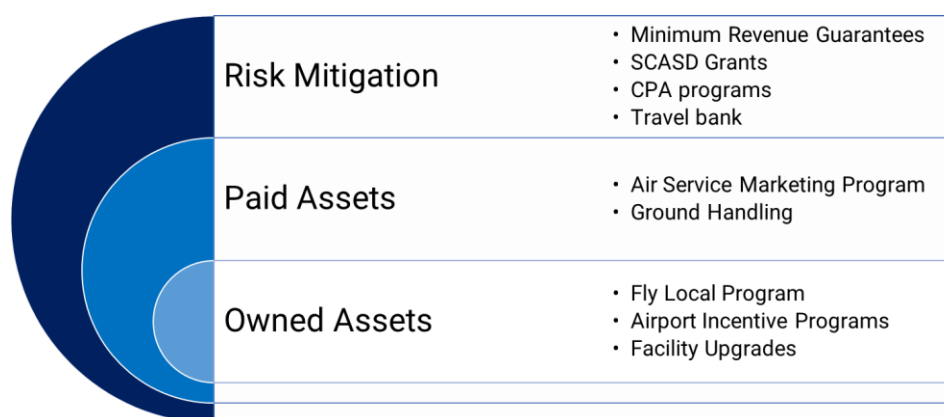 Risk Mitigation
• Minimum Revenue Guarantees
• SCASD Grants
• CPA programs
• Travel bank
Paid Assets
• Air Service Marketing Program
• Ground Handling
Owned Assets
• Fly Local Program
• Airport Incentive Programs
• Facility Upgrades